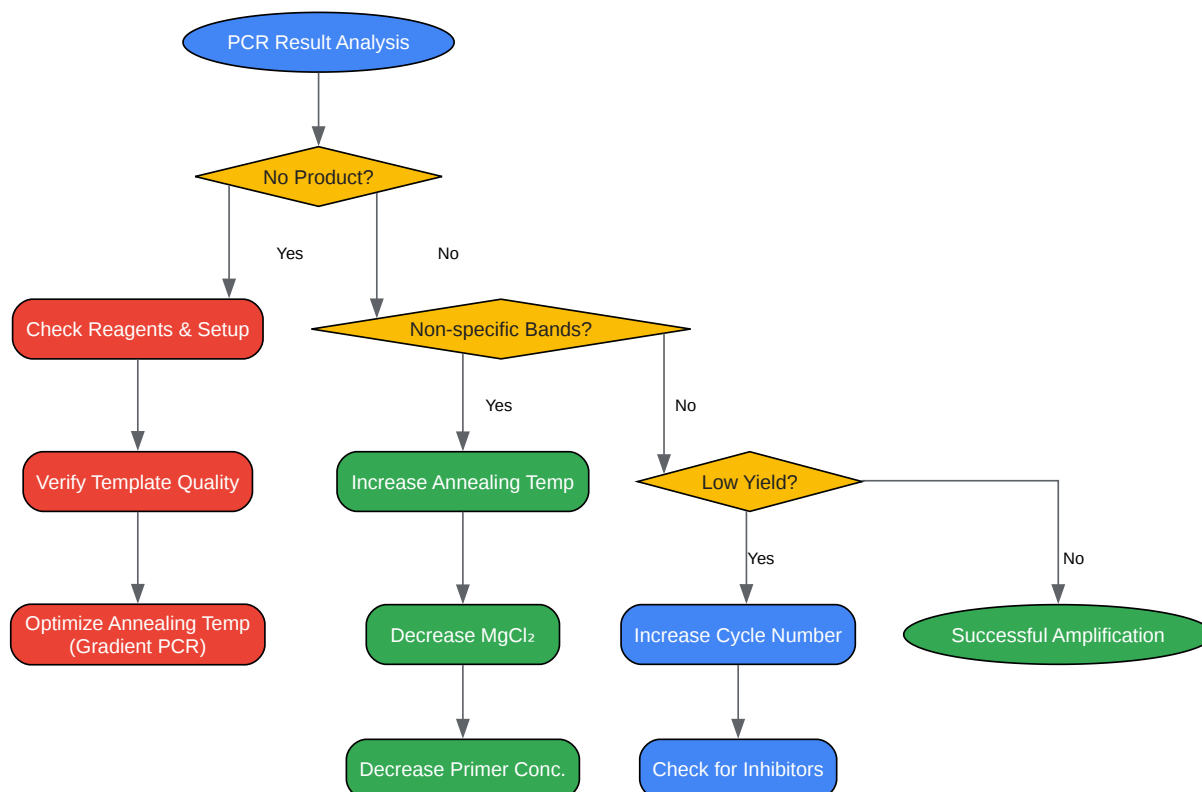 PCR Result Analysis
No Product?
Yes
No
Check Reagents & Setup
Non-specific Bands?
Yes
No
Verify Template Quality
Increase Annealing Temp
Low Yield?
Yes
No
Optimize Annealing Temp
(Gradient PCR)
Decrease MgCl₂
Increase Cycle Number
Successful Amplification
Decrease Primer Conc.
Check for Inhibitors